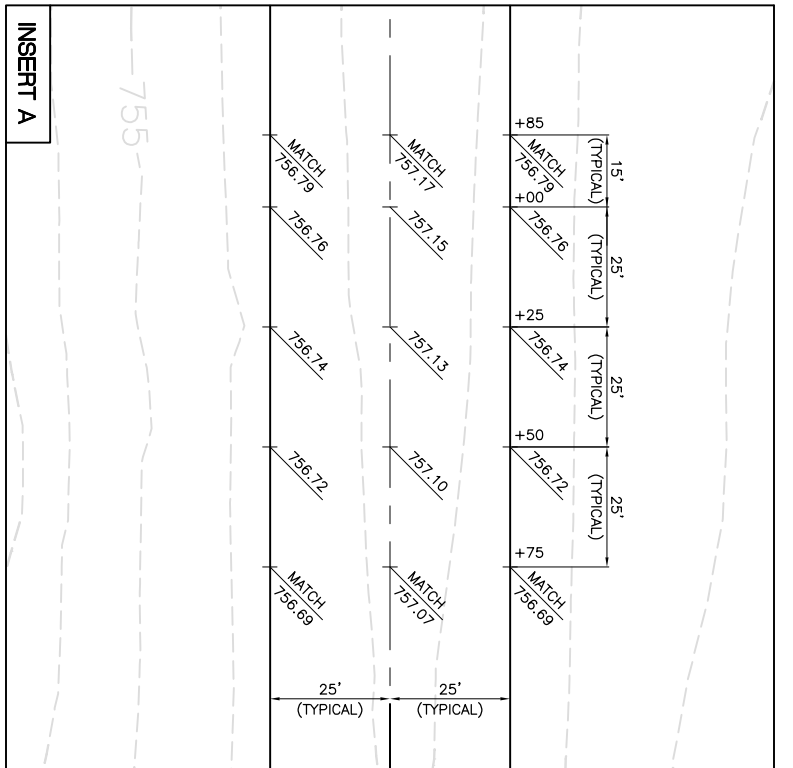 INSERT A
755
+85
MATCH
756.79
MATCH
757.17
MATCH
756.79
15'
(TYPICAL)
+00
756.76
757.15
756.76
25'
(TYPICAL)
+25
756.74
757.13
756.74
25'
(TYPICAL)
+50
756.72
757.10
756.72
25'
(TYPICAL)
+75
MATCH
756.69
MATCH
757.07
MATCH
756.69
25'
(TYPICAL)
25'
(TYPICAL)